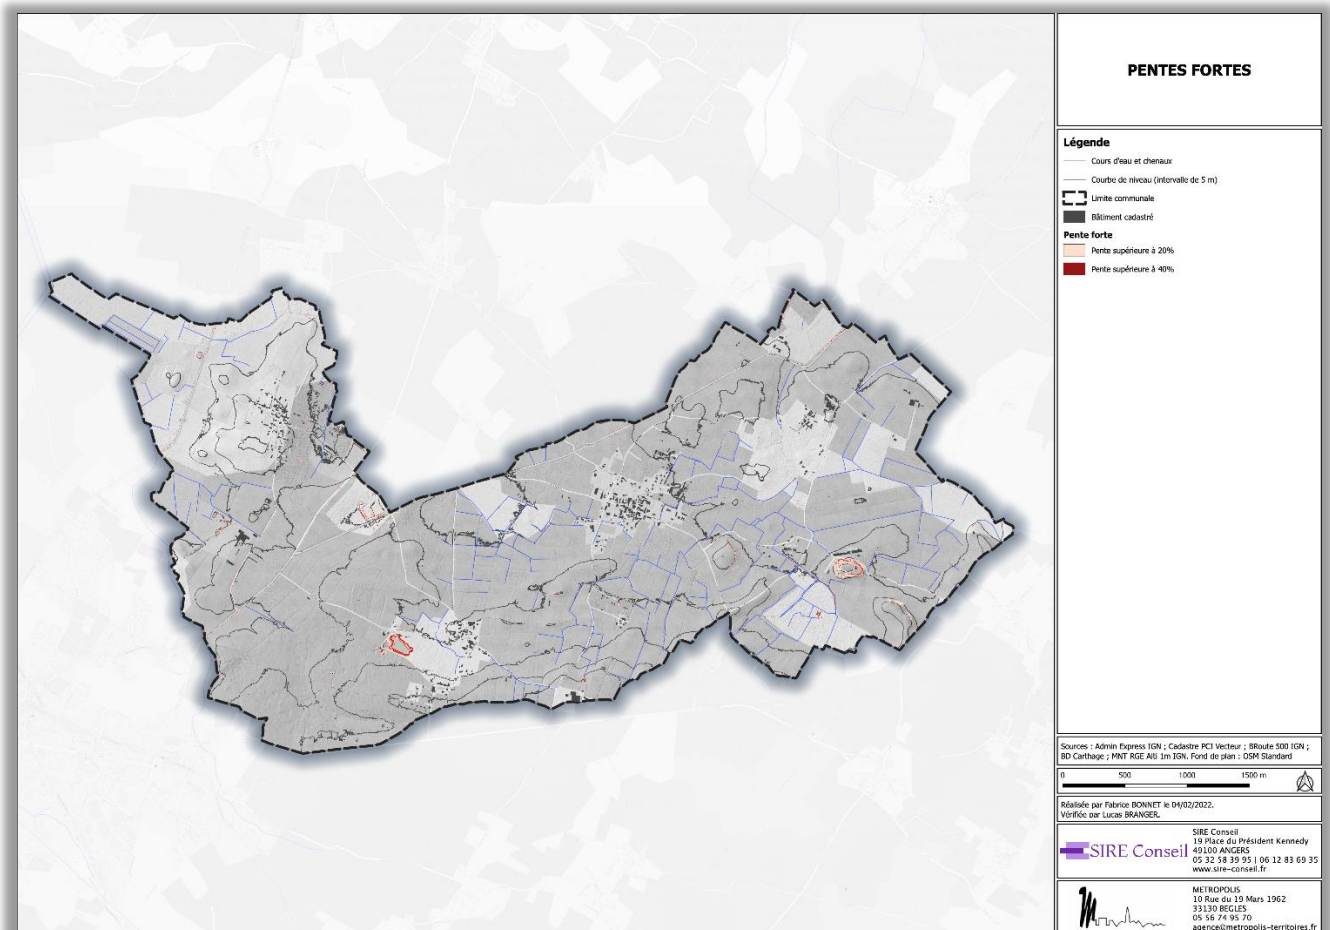 PENTES FORTES
Légende
Cours d'eau et chenaux
Courbe de niveau (intervalle de 5 m)
Limite communale
Bâtiment cadastré
Pente forte
Pente supérieure à 20%
Pente supérieure à 40%
Sources : Admin Express IGN ; Cadastre PCI Vecteur ; BRoute 500 IGN ;
BD Carthage ; MNT RGE Alti 1m IGN. Fond de plan : OSM Standard
0 500 1000 1500 m
Réalisée par Fabrice BONNET le 04/02/2022.
Vérifiée par Lucas BRANGER.
SIRE Conseil
SIRE Conseil
19 Place du Président Kennedy
49100 ANGERS
05 32 58 39 95 | 06 12 83 69 35
www.sire-conseil.fr
METROPOLIS
10 Rue du 19 Mars 1962
33130 BEGLES
05 56 74 95 70
agence@metropolis-territoires.fr